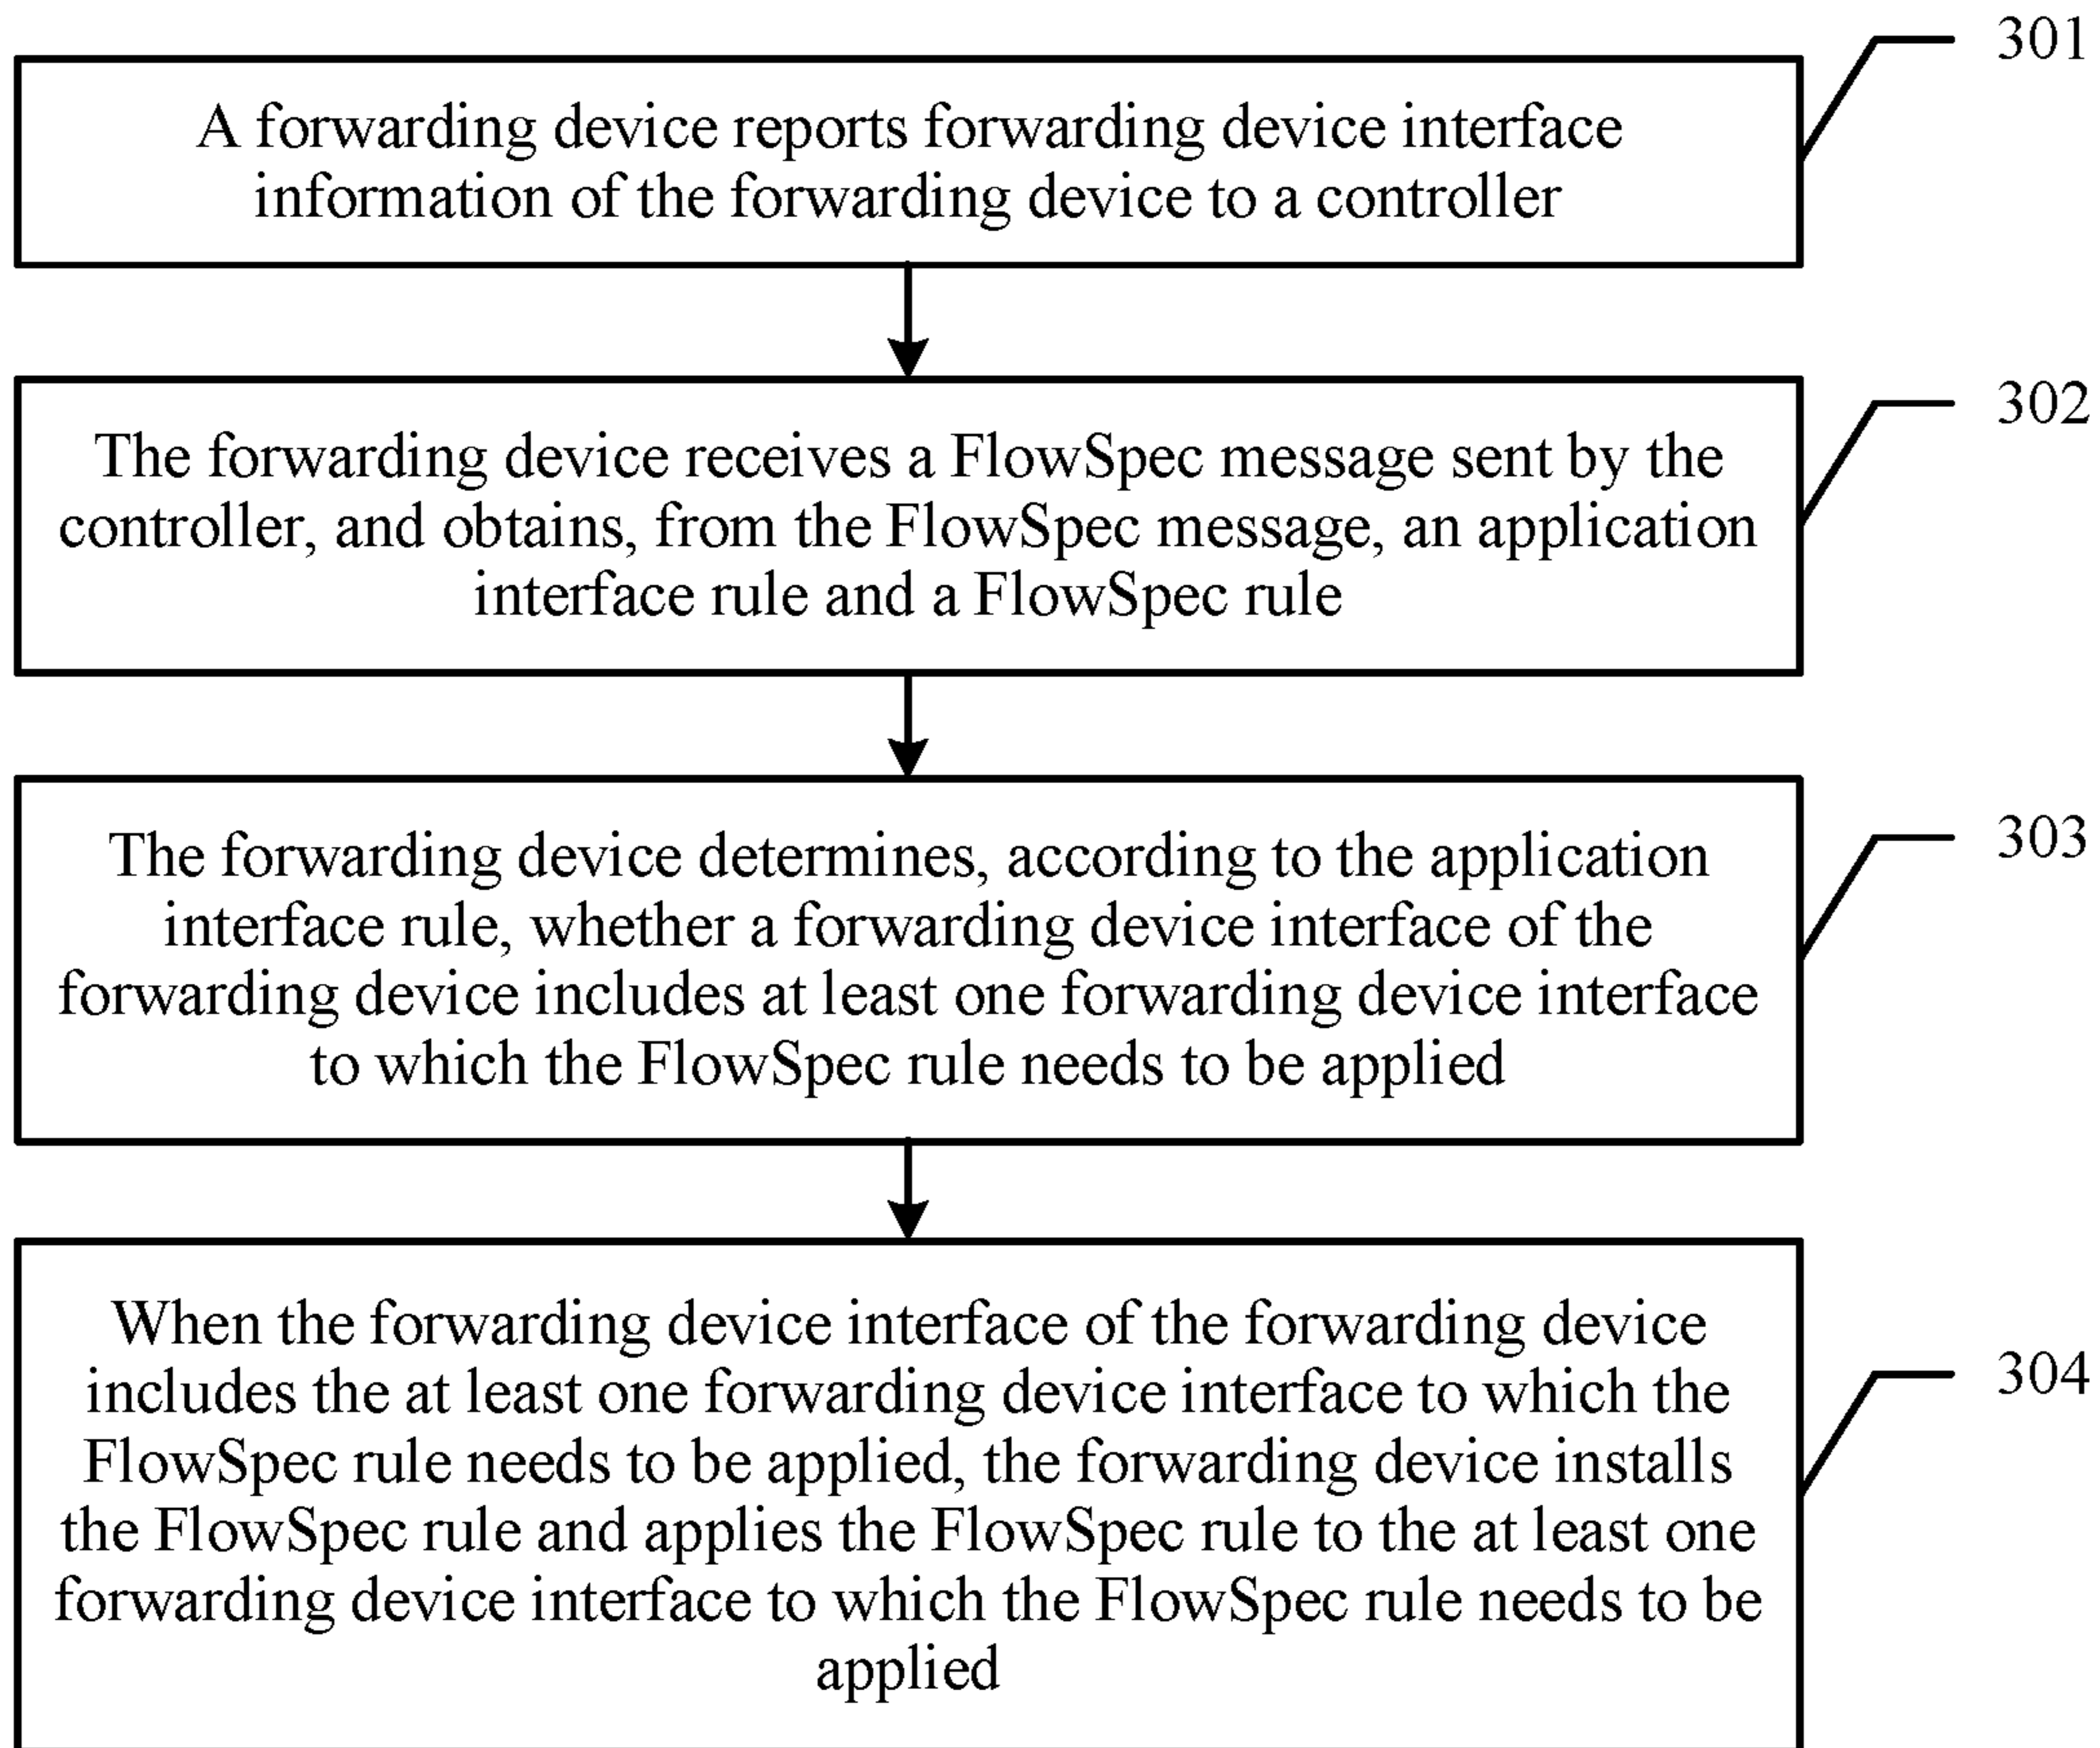 301
A forwarding device reports forwarding device interface
information of the forwarding device to a controller
302
The forwarding device receives a FlowSpec message sent by the
controller, and obtains, from the FlowSpec message, an application
interface rule and a FlowSpec rule
303
The forwarding device determines, according to the application
interface rule, whether a forwarding device interface of the
forwarding device includes at least one forwarding device interface
to which the FlowSpec rule needs to be applied
304
When the forwarding device interface of the forwarding device
includes the at least one forwarding device interface to which the
FlowSpec rule needs to be applied, the forwarding device installs
the FlowSpec rule and applies the FlowSpec rule to the at least one
forwarding device interface to which the FlowSpec rule needs to be
applied